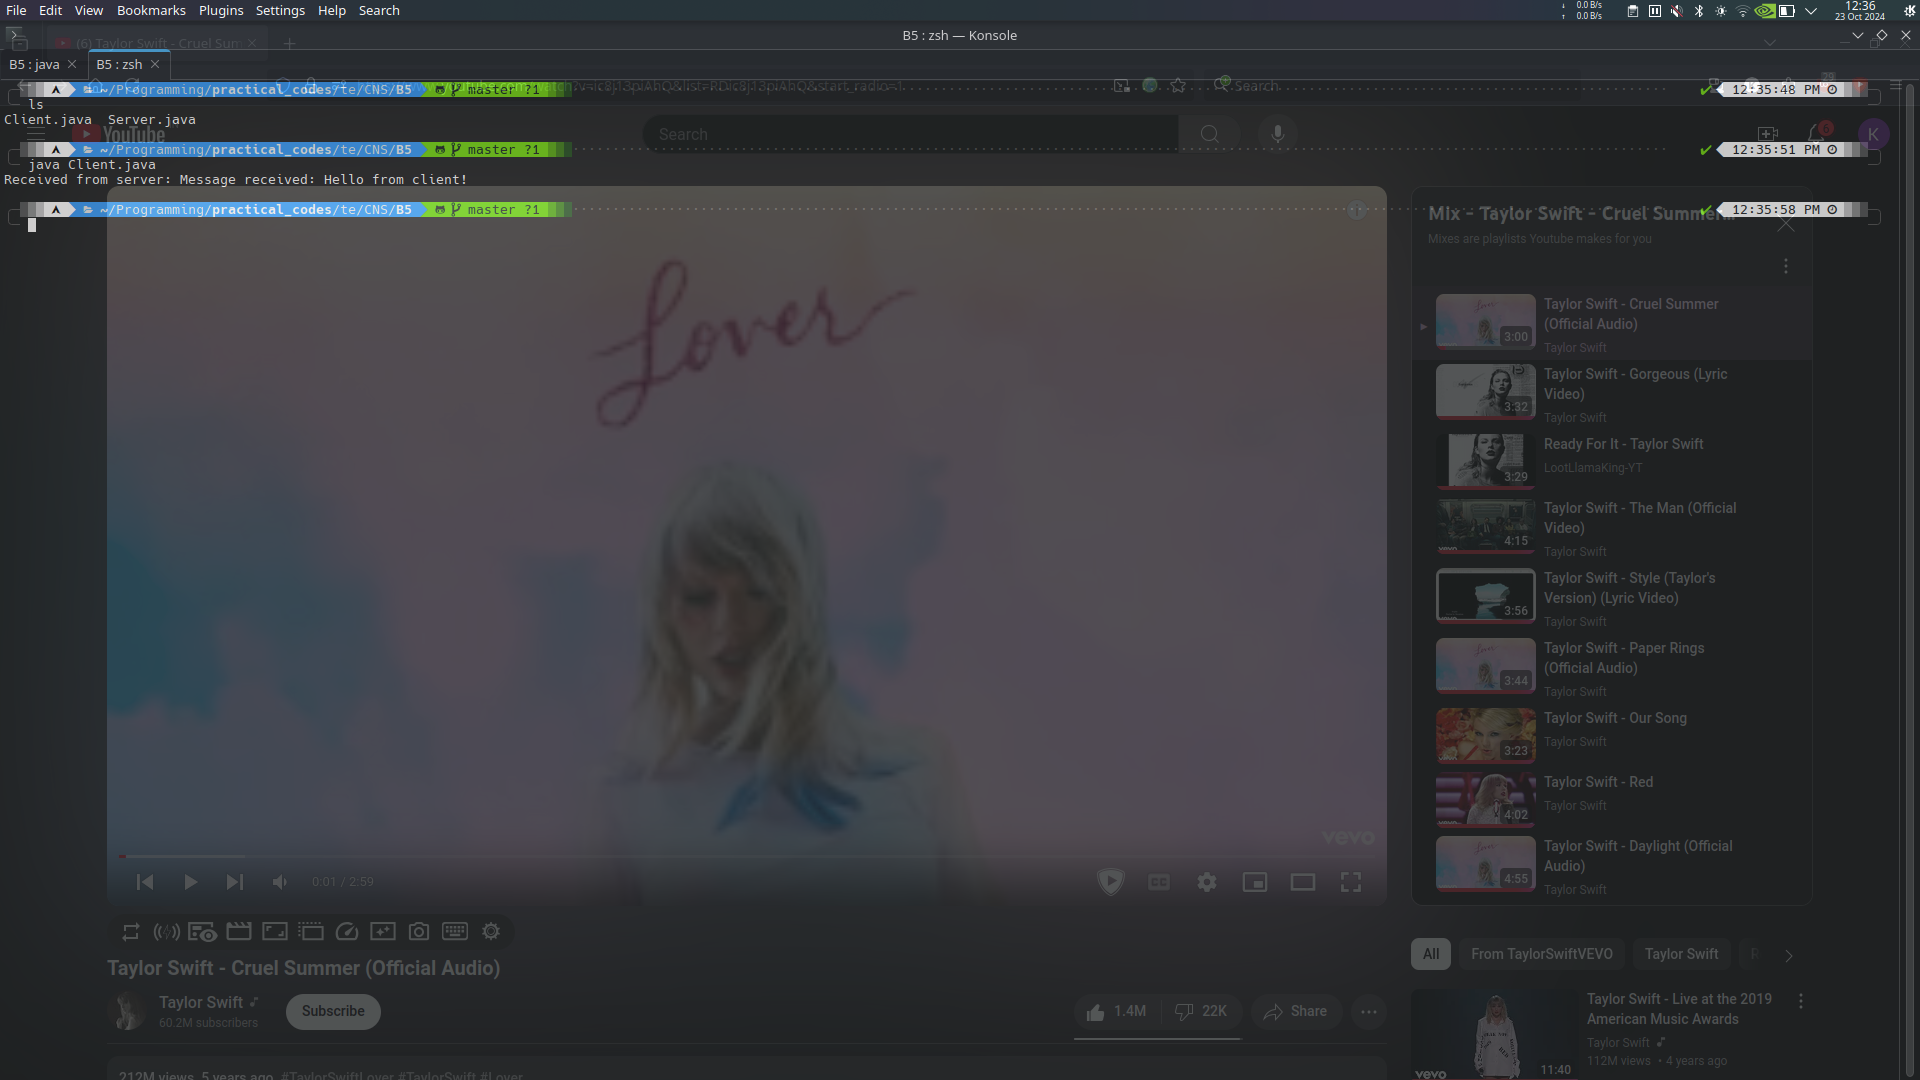 File Edit View Bookmarks Plugins Settings Help Search
0.0 B/s
0.0 B/s
12:36
23 Oct 2024
B5 : zsh — Konsole
(6) Taylor Swift - Cruel Sum
B5 : java
B5 : zsh
~/Programming/practical_codes/te/CNS/B5 master ?1 12:35:48 PM
Search
ls
Client.java Server.java
YouTube
Search
K
~/Programming/practical_codes/te/CNS/B5 master ?1 12:35:51 PM
java Client.java
Received from server: Message received: Hello from client!
~/Programming/practical_codes/te/CNS/B5 master ?1 12:35:58 PM
Lover
vevo
0:01 / 2:59
Taylor Swift - Cruel Summer (Official Audio)
Taylor Swift
60.2M subscribers
Subscribe
1.4M
22K
Share
212M views 5 years ago #TaylorSwiftLover #TaylorSwift #Lover
Mix - Taylor Swift - Cruel Summer...
Mixes are playlists Youtube makes for you
Taylor Swift - Cruel Summer
(Official Audio)
Taylor Swift
3:00
Taylor Swift - Gorgeous (Lyric
Video)
Taylor Swift
3:32
Ready For It - Taylor Swift
LootLlamaKing-YT
3:29
Taylor Swift - The Man (Official
Video)
Taylor Swift
4:15
Taylor Swift - Style (Taylor's
Version) (Lyric Video)
Taylor Swift
3:56
Taylor Swift - Paper Rings
(Official Audio)
Taylor Swift
3:44
Taylor Swift - Our Song
Taylor Swift
3:23
Taylor Swift - Red
Taylor Swift
4:02
Taylor Swift - Daylight (Official
Audio)
Taylor Swift
4:55
All
From TaylorSwiftVEVO
Taylor Swift
Taylor Swift - Live at the 2019
American Music Awards
Taylor Swift
112M views • 4 years ago
vevo
11:40